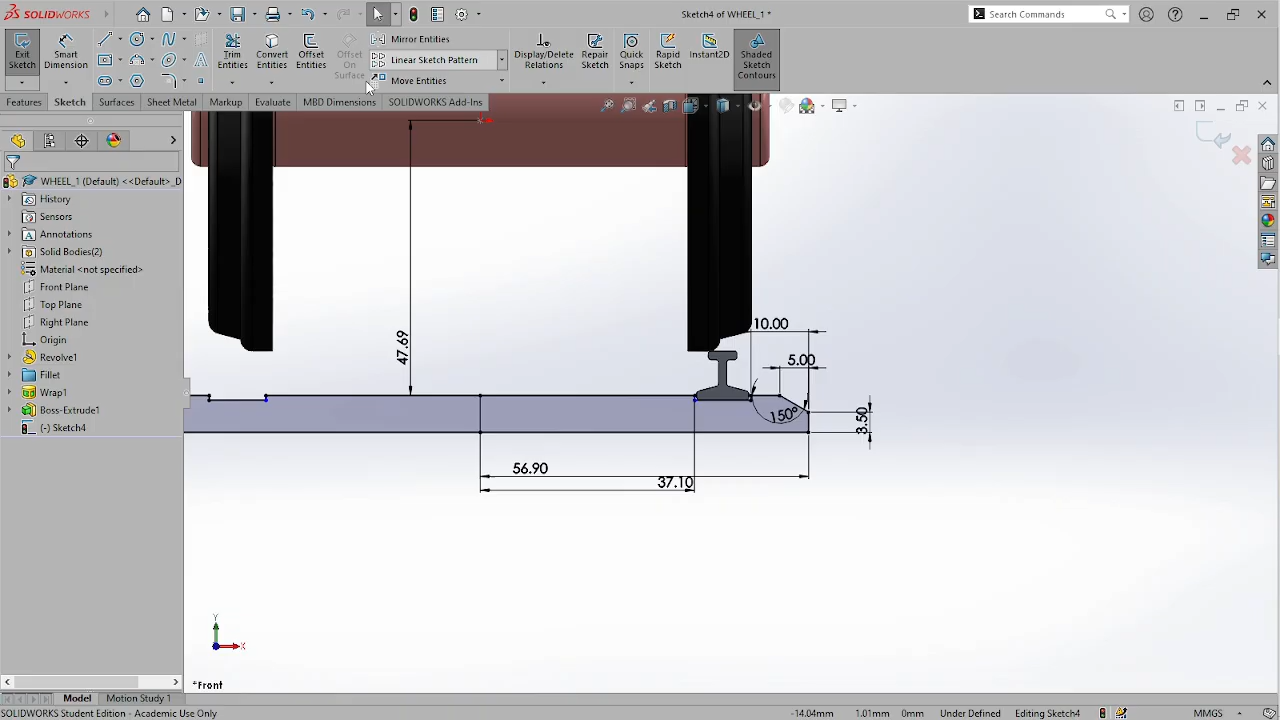 SOLIDWORKS
Sketch4 of WHEEL_1 *
Search Commands
Exit Sketch
Smart Dimension
Trim Entities
Convert Entities
Offset Entities
Offset On Surface
Mirror Entities
Linear Sketch Pattern
Move Entities
Display/Delete Relations
Repair Sketch
Quick Snaps
Rapid Sketch
Instant2D
Shaded Sketch Contours
Features
Sketch
Surfaces
Sheet Metal
Markup
Evaluate
MBD Dimensions
SOLIDWORKS Add-Ins
WHEEL_1 (Default) <<Default>_D
History
Sensors
Annotations
Solid Bodies(2)
Material <not specified>
Front Plane
Top Plane
Right Plane
Origin
Revolve1
Fillet
Wrap1
Boss-Extrude1
(-) Sketch4
47.69
10.00
5.00
150°
3.50
56.90
37.10
Y
X
*Front
Model
Motion Study 1
SOLIDWORKS Student Edition - Academic Use Only
-14.04mm
1.01mm
0mm
Under Defined
Editing Sketch4
MMGS